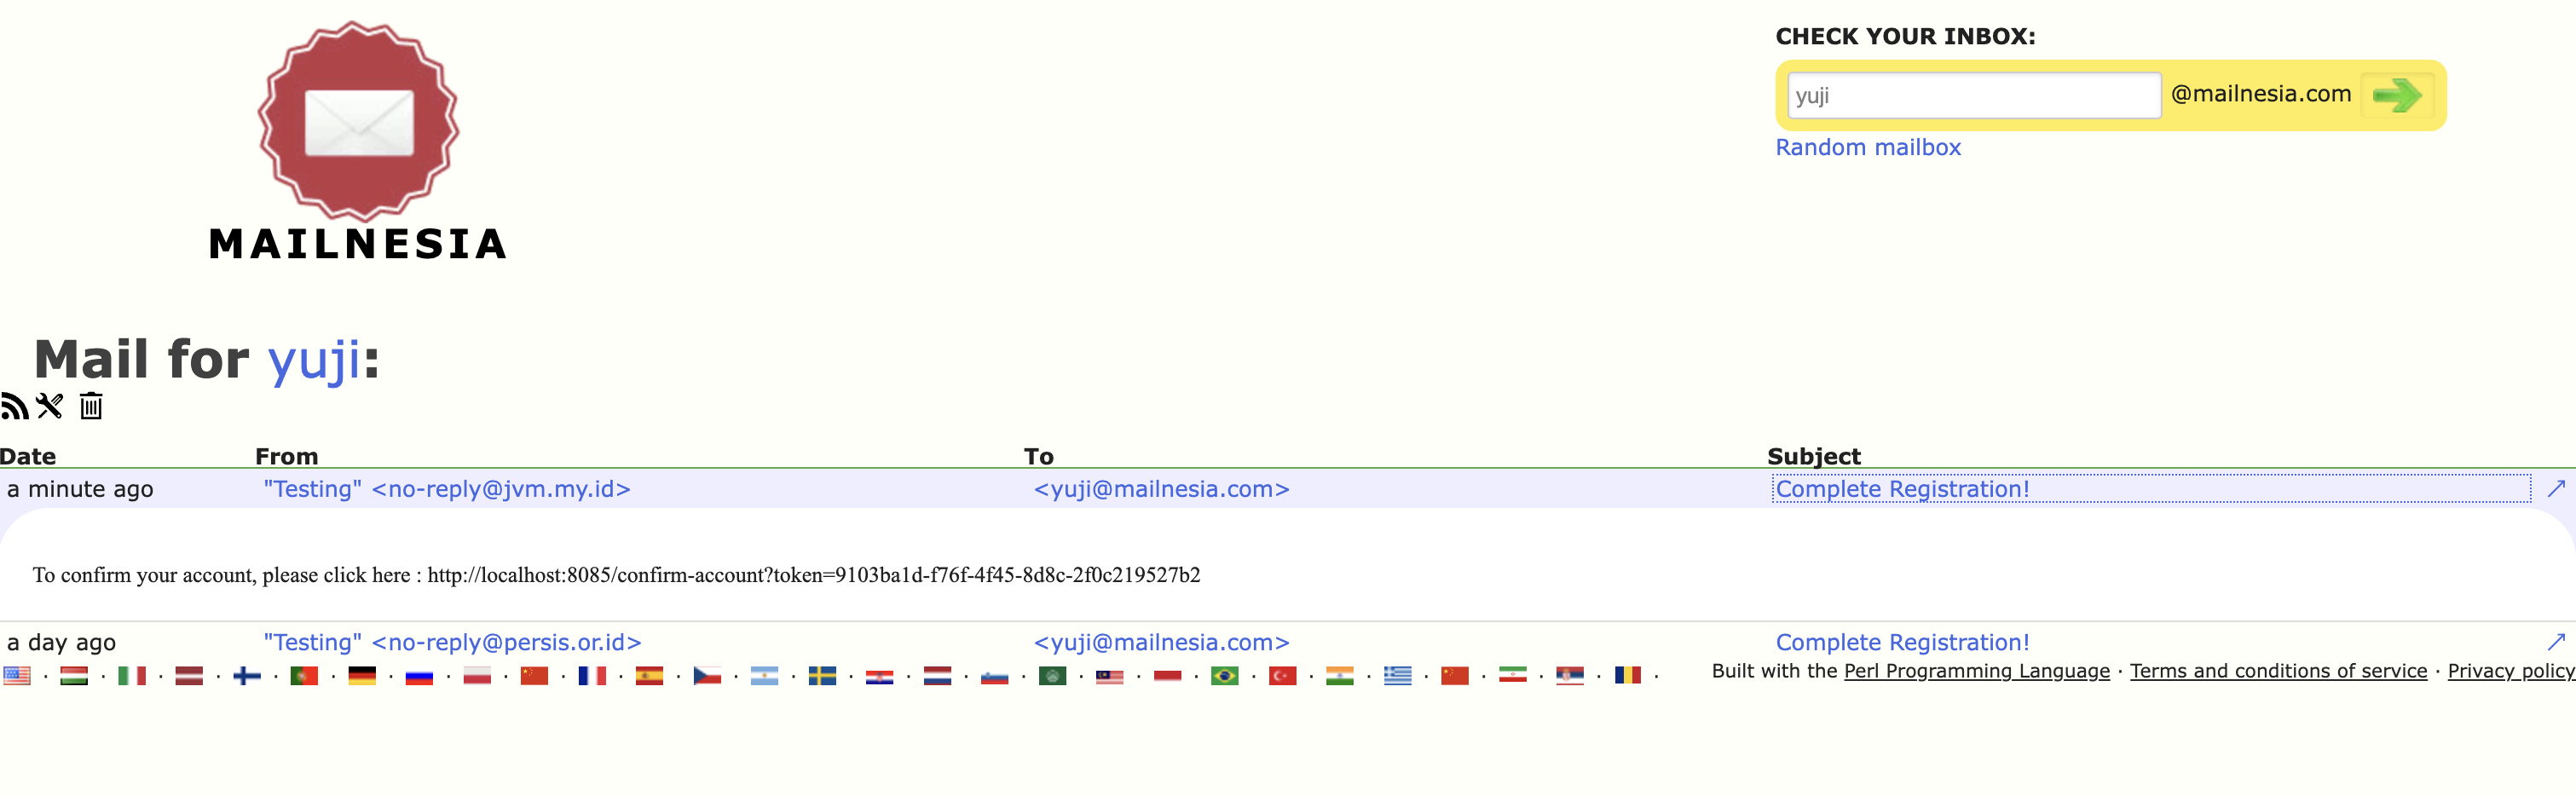 CHECK YOUR INBOX:
yuji @mailnesia.com
Random mailbox
MAILNESIA
Mail for yuji:
Date From To Subject
a minute ago "Testing" <no-reply@jvm.my.id> <yuji@mailnesia.com> Complete Registration! ↗
To confirm your account, please click here : http://localhost:8085/confirm-account?token=9103ba1d-f76f-4f45-8d8c-2f0c219527b2
a day ago "Testing" <no-reply@persis.or.id> <yuji@mailnesia.com> Complete Registration! ↗
Built with the Perl Programming Language · Terms and conditions of service · Privacy policy